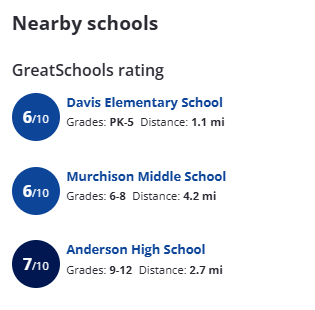 Nearby schools
GreatSchools rating
6/10 Davis Elementary School
Grades: PK-5 Distance: 1.1 mi
6/10 Murchison Middle School
Grades: 6-8 Distance: 4.2 mi
7/10 Anderson High School
Grades: 9-12 Distance: 2.7 mi